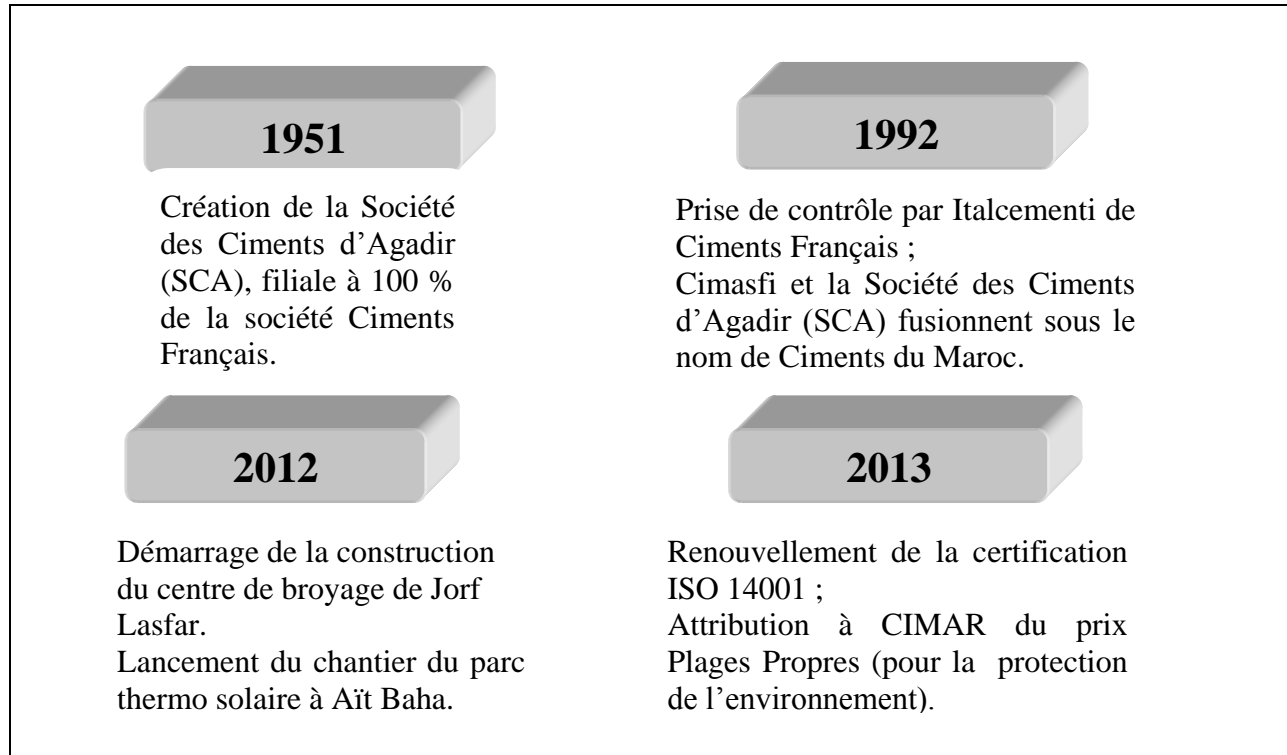 1951
Création de la Société
des Ciments d’Agadir
(SCA), filiale à 100 %
de la société Ciments
Français.
1992
Prise de contrôle par Italcementi de
Ciments Français ;
Cimasfi et la Société des Ciments
d’Agadir (SCA) fusionnent sous le
nom de Ciments du Maroc.
2012
Démarrage de la construction
du centre de broyage de Jorf
Lasfar.
Lancement du chantier du parc
thermo solaire à Aït Baha.
2013
Renouvellement de la certification
ISO 14001 ;
Attribution à CIMAR du prix
Plages Propres (pour la protection
de l’environnement).